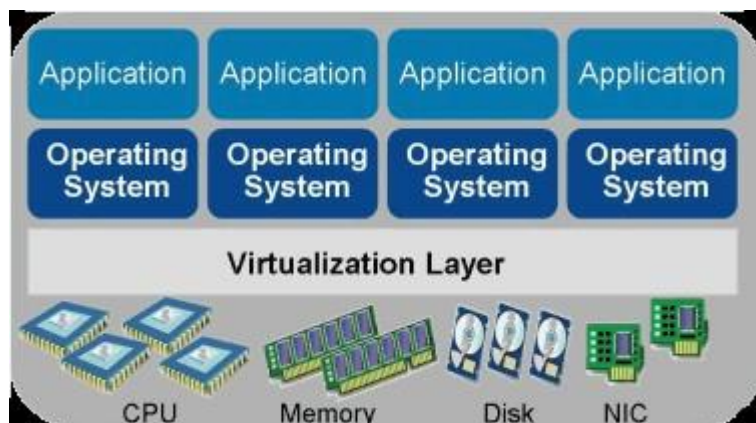 Application Application Application Application
Operating System Operating System Operating System Operating System
Virtualization Layer
CPU Memory Disk NIC